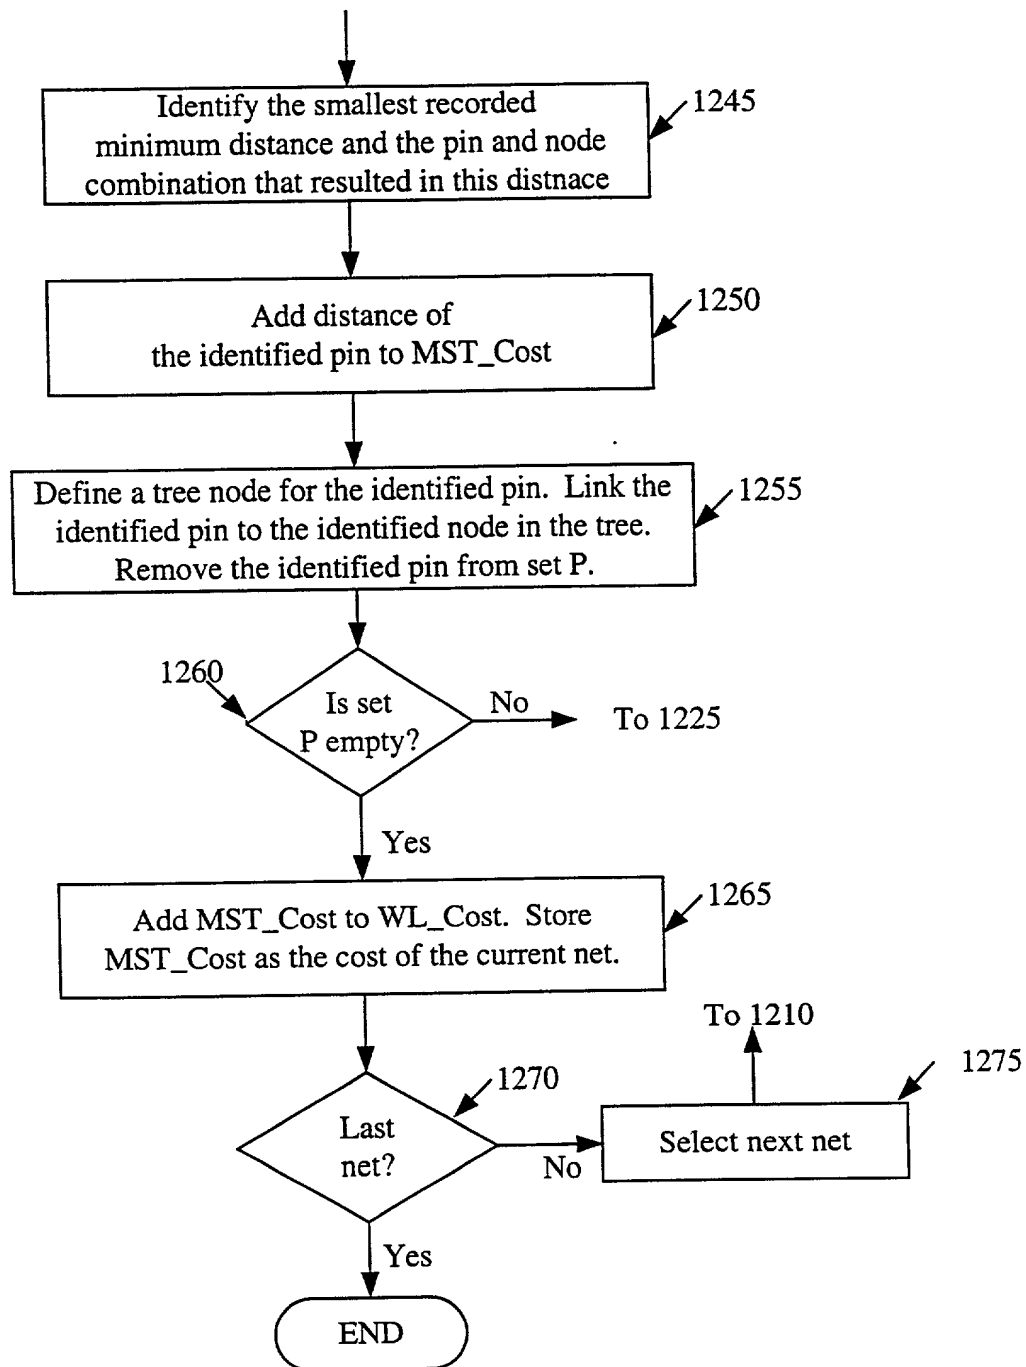 Identify the smallest recorded
minimum distance and the pin and node
combination that resulted in this distnace
1245
Add distance of
the identified pin to MST_Cost
1250
Define a tree node for the identified pin. Link the
identified pin to the identified node in the tree.
Remove the identified pin from set P.
1255
1260
Is set
P empty?
No
To 1225
Yes
Add MST_Cost to WL_Cost. Store
MST_Cost as the cost of the current net.
1265
To 1210
1270
1275
Last
net?
No
Select next net
Yes
END